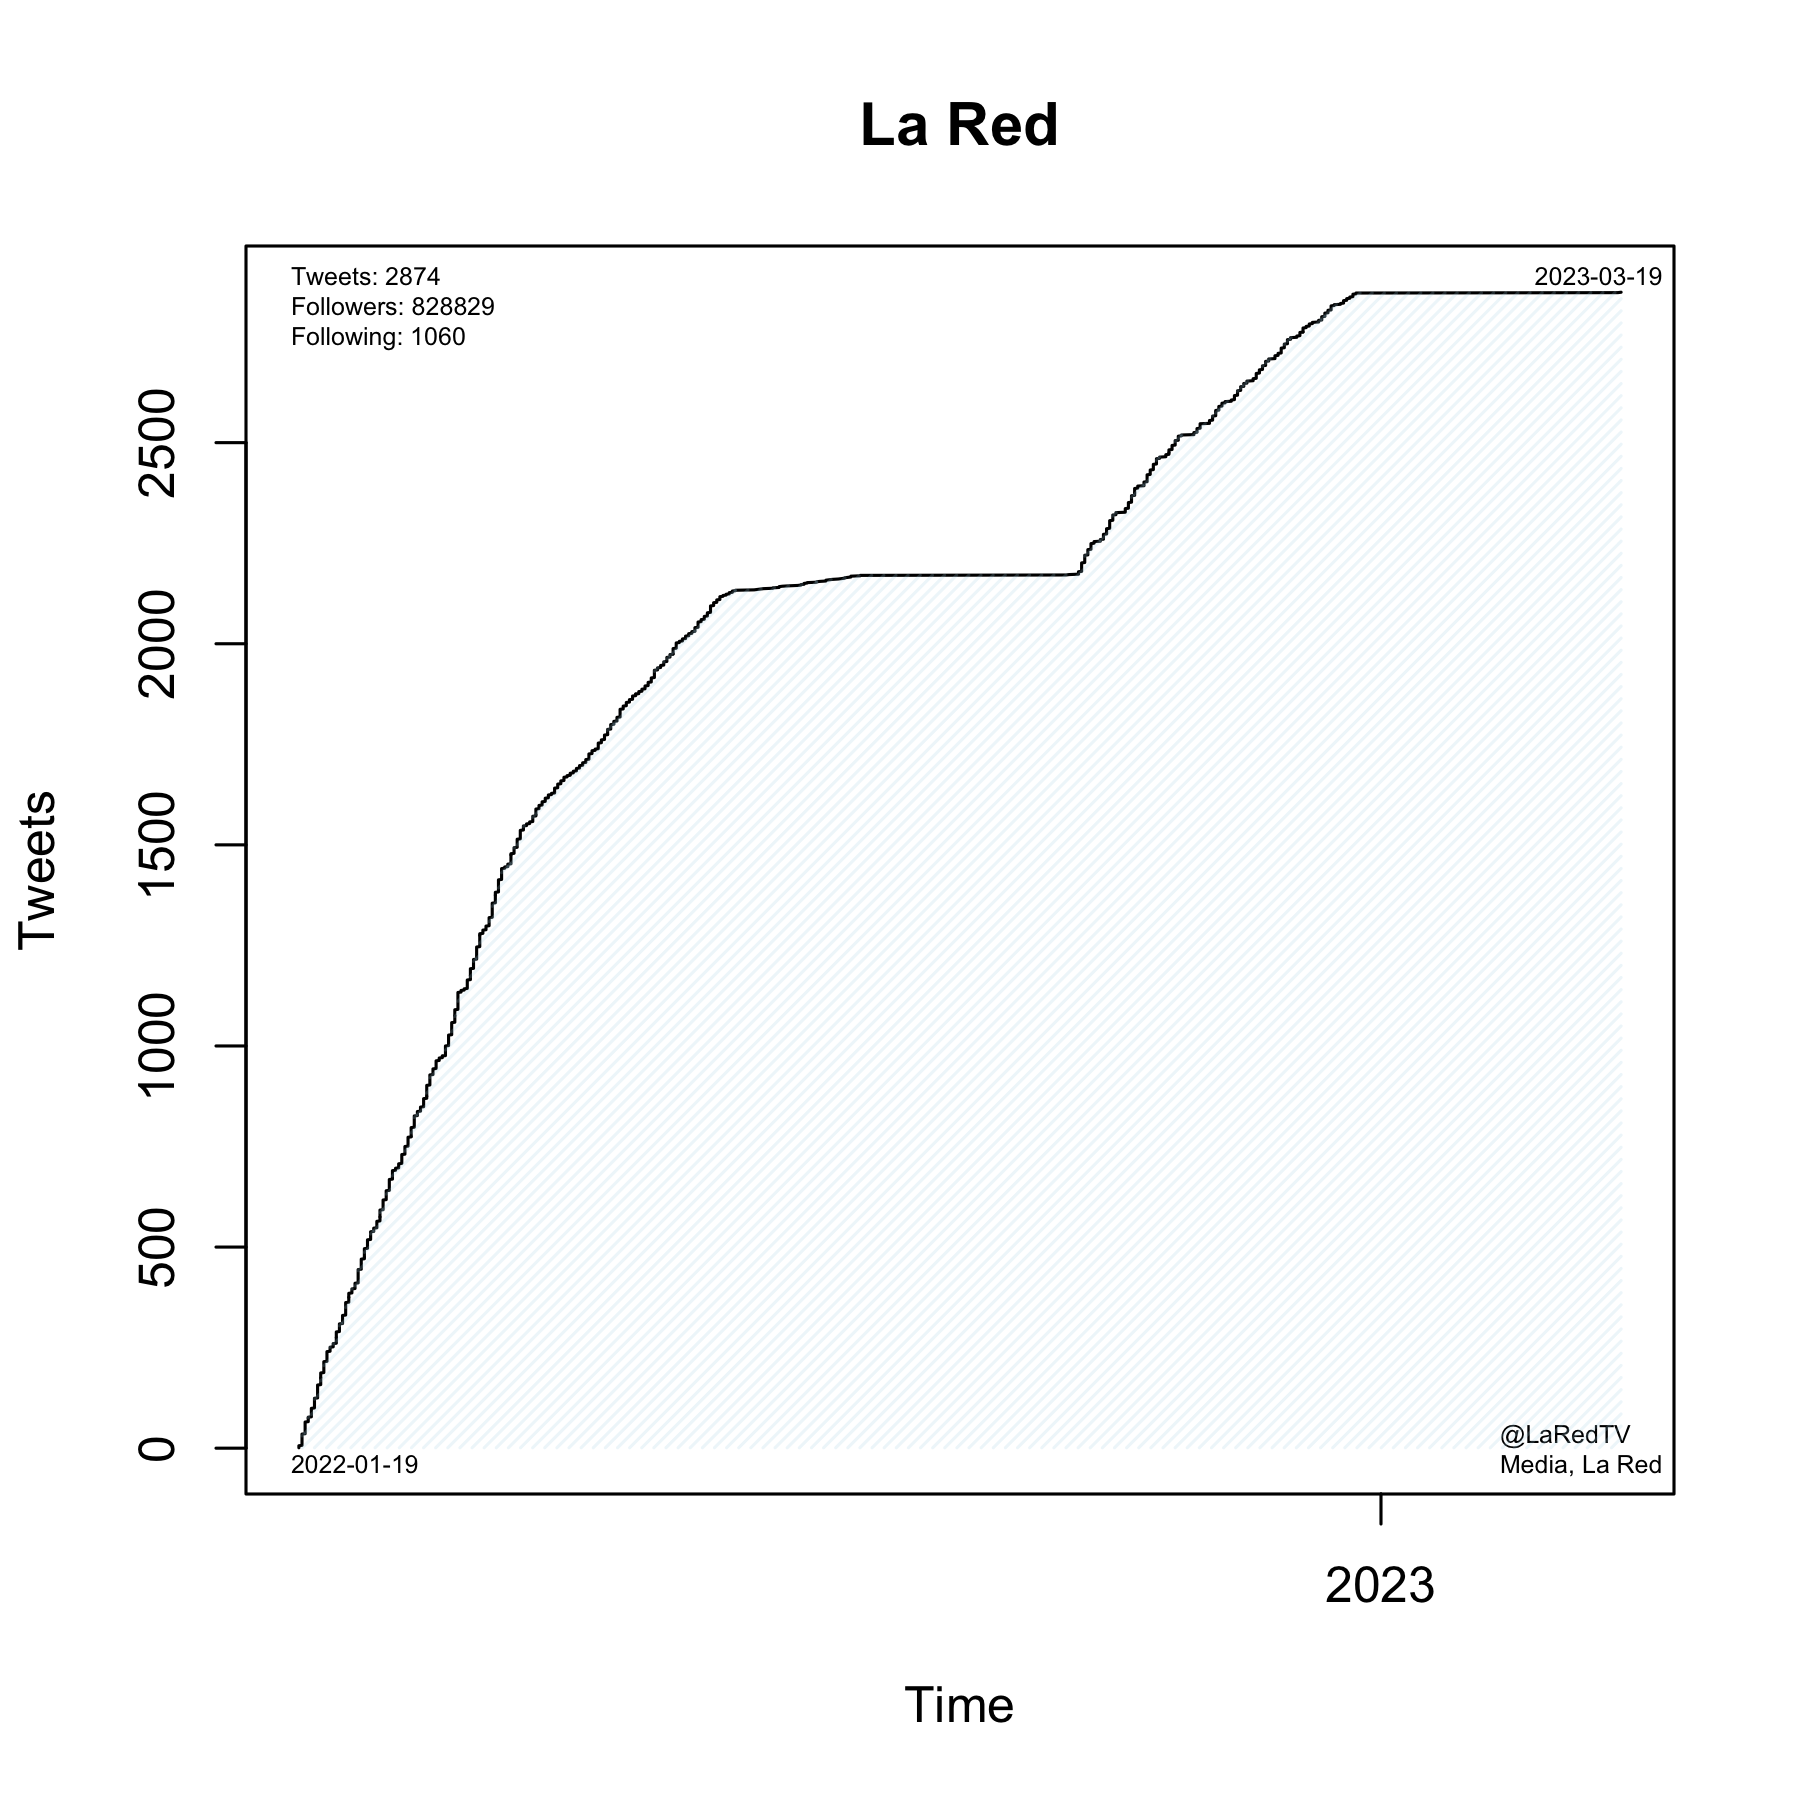 La Red
Tweets: 2874
Followers: 828829
Following: 1060
2023-03-19
2500
2000
1500
1000
500
0
Tweets
2022-01-19
@LaRedTV
Media, La Red
2023
Time